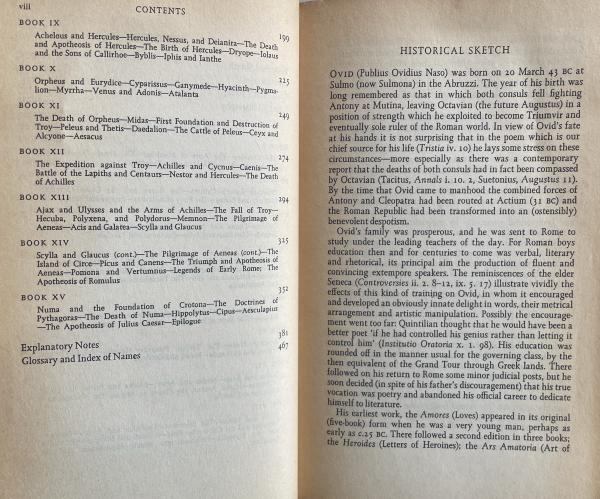 viii
CONTENTS
BOOK IX
Achelous and Hercules—Hercules, Nessus, and Deianira—The Death
and Apotheosis of Hercules—The Birth of Hercules—Dryope—Iolaus
and the Sons of Callirhoe—Byblis—Iphis and Ianthe
199
BOOK X
Orpheus and Eurydice—Cyparissus—Ganymede—Hyacinth—Pygma-
lion—Myrrha—Venus and Adonis—Atalanta
225
BOOK XI
The Death of Orpheus—Midas—First Foundation and Destruction of
Troy—Peleus and Thetis—Daedalion—The Cattle of Peleus—Ceyx and
Alcyone—Aesacus
249
BOOK XII
The Expedition against Troy—Achilles and Cycnus—Caenis—The
Battle of the Lapiths and Centaurs—Nestor and Hercules—The Death
of Achilles
274
BOOK XIII
Ajax and Ulysses and the Arms of Achilles—The Fall of Troy—
Hecuba, Polyxena, and Polydorus—Memnon—The Pilgrimage of
Aeneas—Acis and Galatea—Scylla and Glaucus
294
BOOK XIV
Scylla and Glaucus (cont.)—The Pilgrimage of Aeneas (cont.)—The
Island of Circe—Picus and Canens—The Triumph and Apotheosis of
Aeneas—Pomona and Vertumnus—Legends of Early Rome; The
Apotheosis of Romulus
325
BOOK XV
Numa and the Foundation of Crotona—The Doctrines of
Pythagoras—The Death of Numa—Hippolytus—Cipus—Aesculapius
—The Apotheosis of Julius Caesar—Epilogue
352
Explanatory Notes
381
Glossary and Index of Names
467
HISTORICAL SKETCH
OVID (Publius Ovidius Naso) was born on 20 March 43 BC at
Sulmo (now Sulmona) in the Abruzzi. The year of his birth was
long remembered as that in which both consuls fell fighting
Antony at Mutina, leaving Octavian (the future Augustus) in a
position of strength which he exploited to become Triumvir and
eventually sole ruler of the Roman world. In view of Ovid's fate
at his hands it is not surprising that in the poem which is our
chief source for his life (Tristia iv. 10) he lays stress on these
circumstances—more especially as there was a contemporary
report that the deaths of both consuls had in fact been compassed
by Octavian (Tacitus, Annals i. 10. 2, Suetonius, Augustus 11).
By the time that Ovid came to manhood the combined forces of
Antony and Cleopatra had been routed at Actium (31 BC) and
the Roman Republic had been transformed into an (ostensibly)
benevolent despotism.
Ovid's family was prosperous, and he was sent to Rome to
study under the leading teachers of the day. For Roman boys
education then and for centuries to come was verbal, literary
and rhetorical, its principal aim the production of fluent and
convincing extempore speakers. The reminiscences of the elder
Seneca (Controversies ii. 2. 8–12, ix. 5. 17) illustrate vividly the
effects of this kind of training on Ovid, in whom it encouraged
and developed an obviously innate delight in words, their metrical
arrangement and artistic manipulation. Possibly the encourage-
ment went too far: Quintilian thought that he would have been a
better poet 'if he had controlled his genius rather than letting it
control him' (Institutio Oratoria x. 1. 98). His education was
rounded off in the manner usual for the governing class, by the
then equivalent of the Grand Tour through Greek lands. There
followed on his return to Rome some minor judicial posts, but he
soon decided (in spite of his father's discouragement) that his true
vocation was poetry and abandoned his official career to dedicate
himself to literature.
His earliest work, the Amores (Loves) appeared in its original
(five-book) form when he was a very young man, perhaps as
early as c.25 BC. There followed a second edition in three books;
the Heroides (Letters of Heroines); the Ars Amatoria (Art of